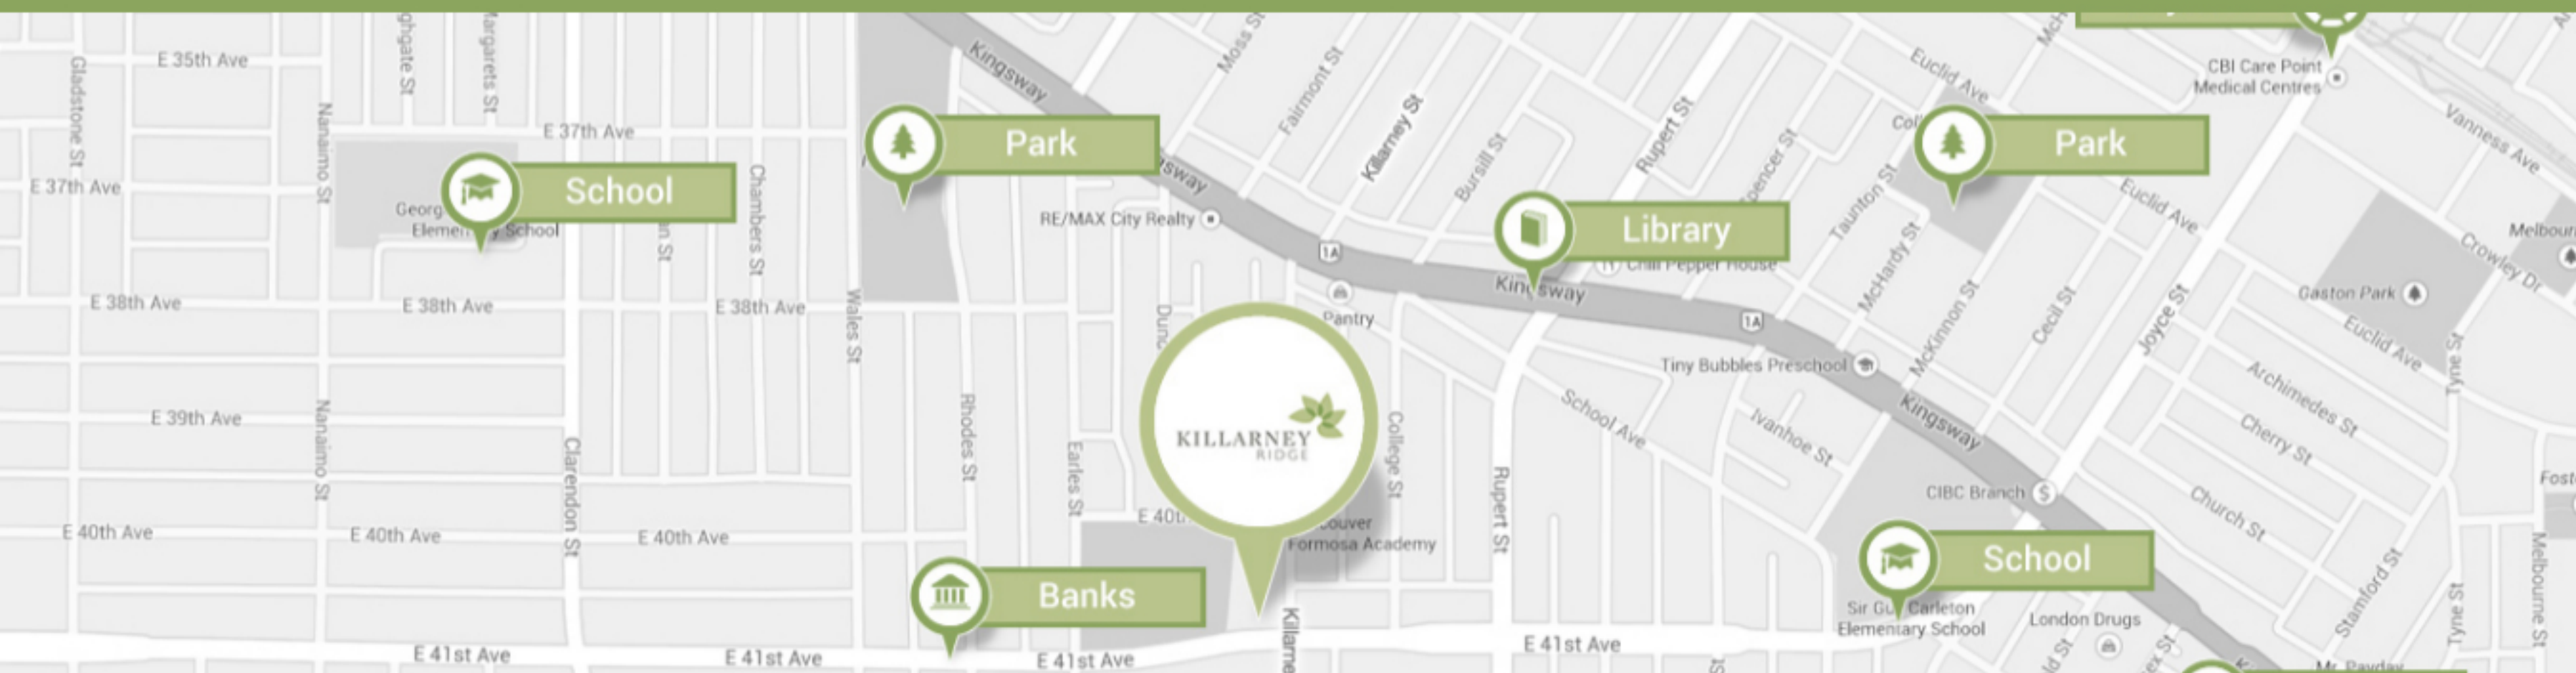 Gladstone St
E 35th Ave
Nanaimo St
E 37th Ave
E 37th Ave
School
Elementary School
Chambers St
E 38th Ave
E 38th Ave
E 38th Ave
Wales St
Kingsway
Park
RE/MAX City Realty
Moss St
Fairmont St
Killarney St
Bursill St
Rupert St
1A
Pantry
Library
Chili Pepper House
Kingsway
1A
Taunton St
McHardy St
McKinnon St
Cecil St
Joyce St
Euclid Ave
Park
Euclid Ave
CBI Care Point
Medical Centres
Vanness Ave
Crowley Dr
Gaston Park
Euclid Ave
Tyne St
Archimedes St
Cherry St
Church St
Stamford St
Tyne St
Melbourne St
E 39th Ave
Nanaimo St
Clarendon St
Rhodes St
Earles St
KILLARNEY
RIDGE
College St
Rupert St
School Ave
Ivanhoe St
Tiny Bubbles Preschool
Kingsway
CIBC Branch
E 40th Ave
E 40th Ave
E 40th Ave
Formosa Academy
Banks
School
Sir Guy Carleton
Elementary School
London Drugs
E 41st Ave
E 41st Ave
E 41st Ave
E 41st Ave